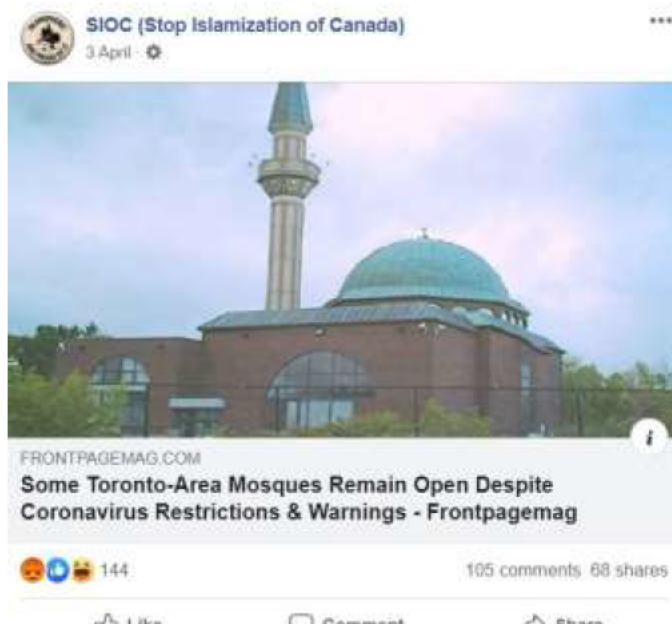 SIOC (Stop Islamization of Canada)
3 April
FRONTPAGEMAG.COM
Some Toronto-Area Mosques Remain Open Despite
Coronavirus Restrictions & Warnings - Frontpagemag
144
105 comments 68 shares
Like Comment Share